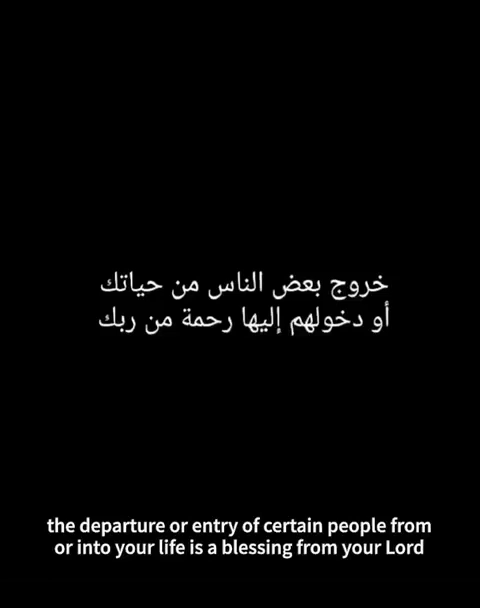 خروج بعض الناس من حياتك
أو دخولهم إليها رحمة من ربك
the departure or entry of certain people from
or into your life is a blessing from your Lord